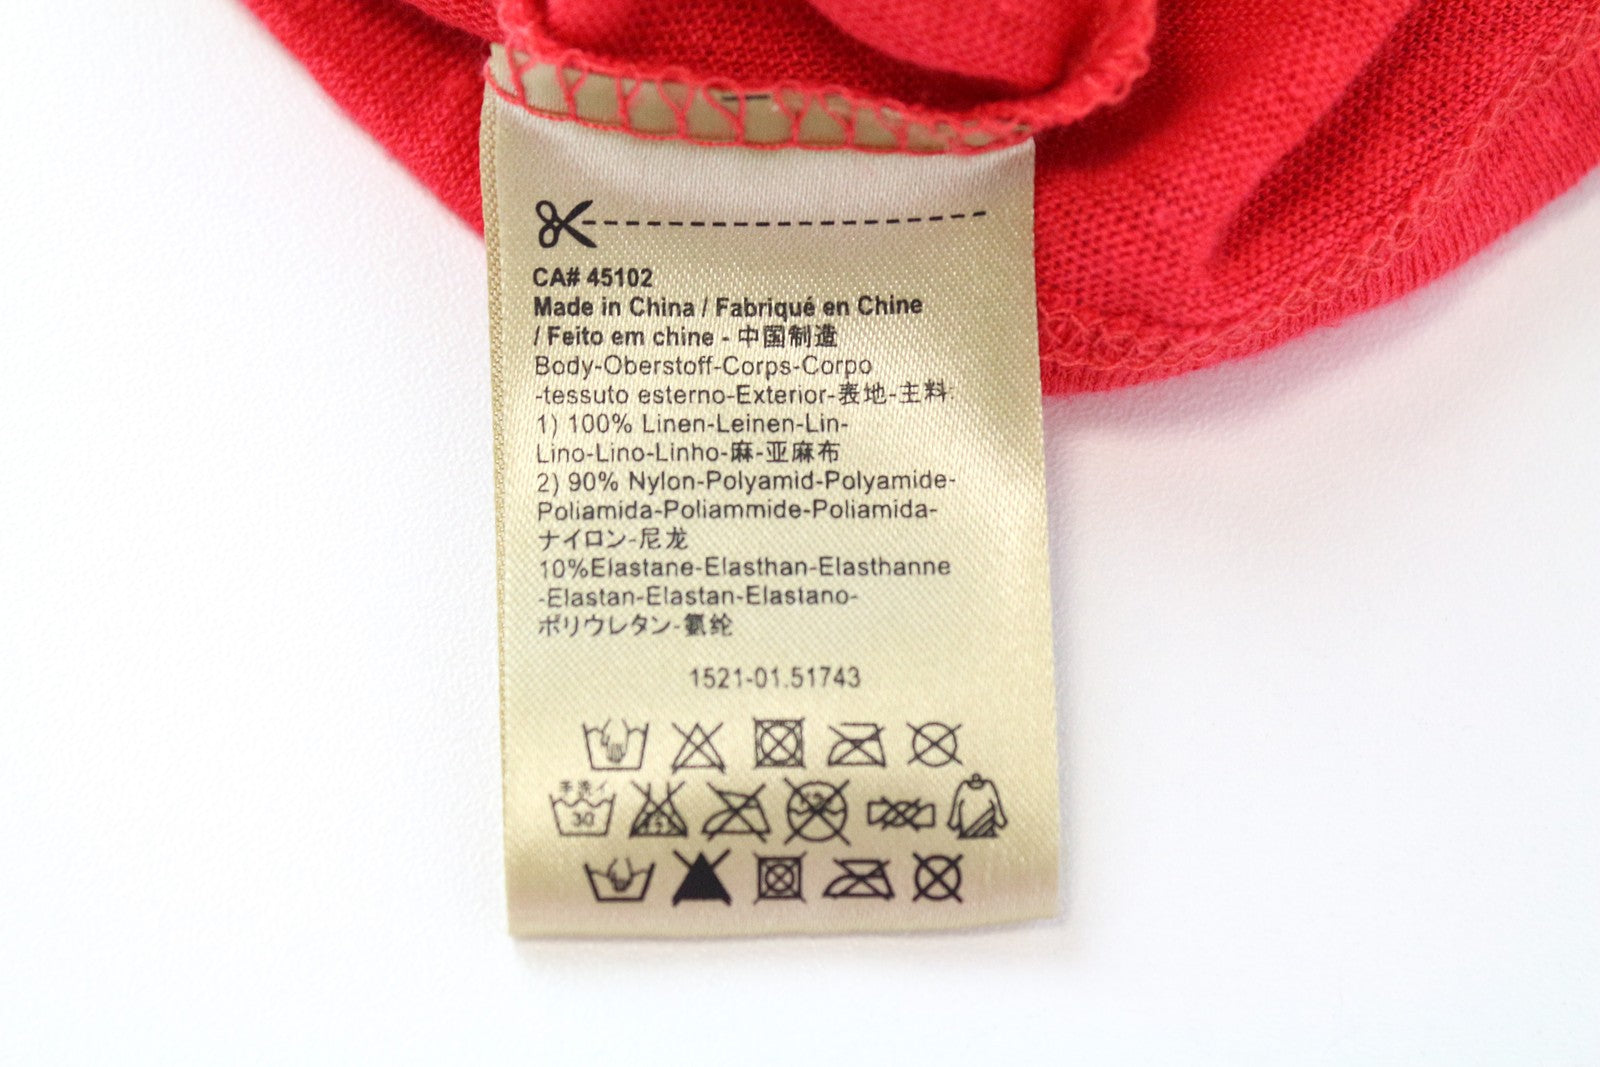 CA# 45102
Made in China / Fabriqué en Chine
/ Feito em chine - 中国制造
Body-Oberstoff-Corps-Corpo
-tessuto esterno-Exterior-表地-主料:
1) 100% Linen-Leinen-Lin-
Lino-Lino-Linho-麻-亚麻布
2) 90% Nylon-Polyamid-Polyamide-
Poliamida-Poliammide-Poliamida-
ナイロン-尼龙
10%Elastane-Elasthan-Elasthanne
-Elastan-Elastan-Elastano-
ポリウレタン-氨纶
1521-01.51743
手洗イ
30